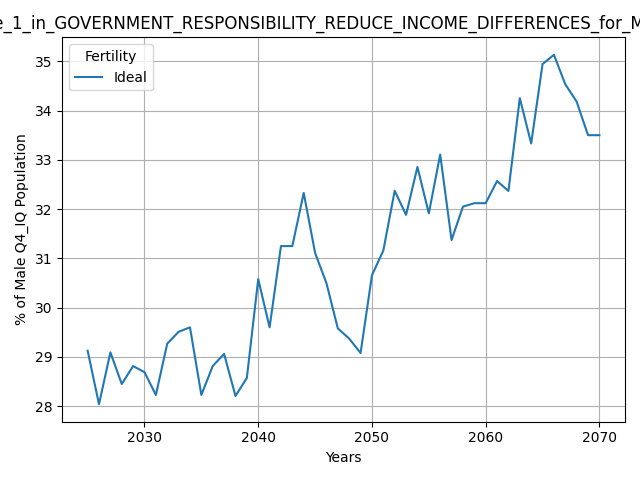 e_1_in_GOVERNMENT_RESPONSIBILITY_REDUCE_INCOME_DIFFERENCES_for_M
Fertility
Ideal
% of Male Q4_IQ Population
35
34
33
32
31
30
29
28
2030
2040
2050
2060
2070
Years